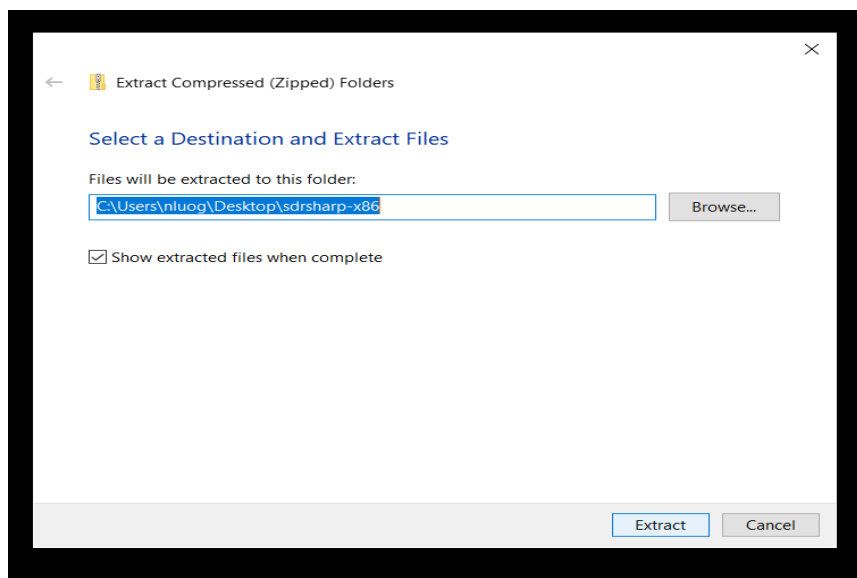 Extract Compressed (Zipped) Folders
Select a Destination and Extract Files
Files will be extracted to this folder:
C:\Users\nluog\Desktop\sdrsharp-x86
Browse...
Show extracted files when complete
Extract
Cancel